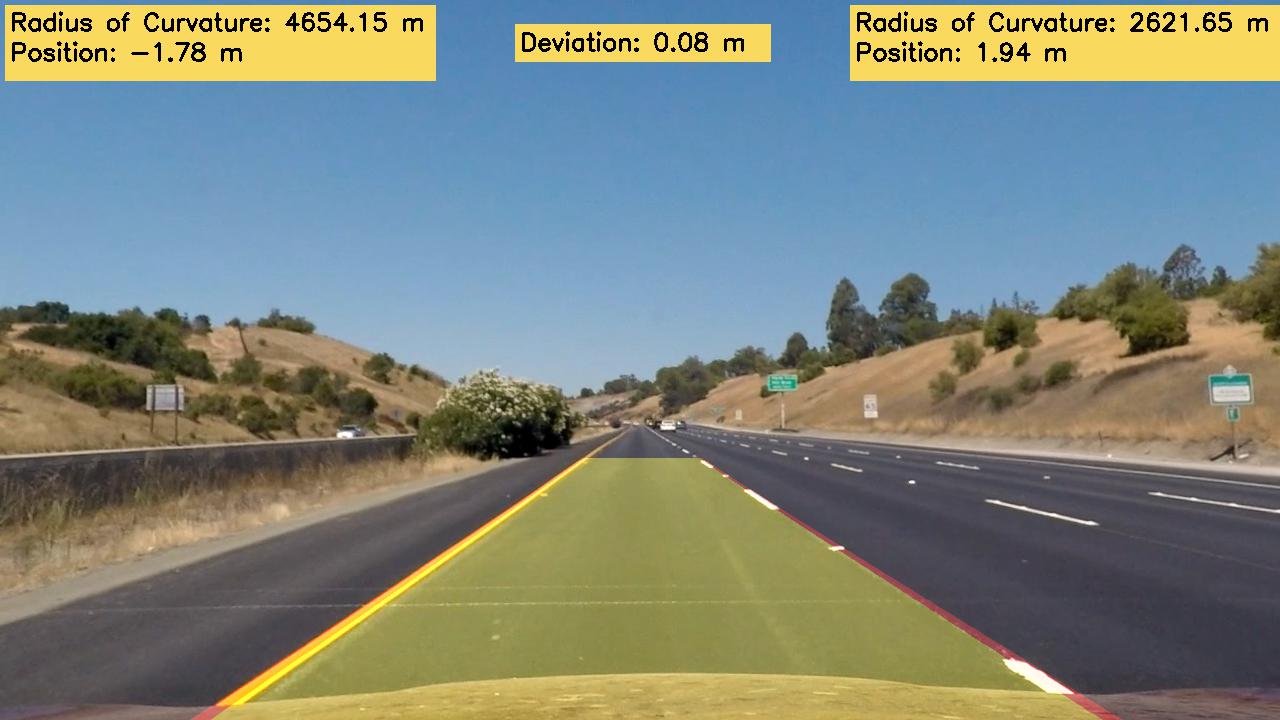 Radius of Curvature: 4654.15 m
Position: −1.78 m
Deviation: 0.08 m
Radius of Curvature: 2621.65 m
Position: 1.94 m